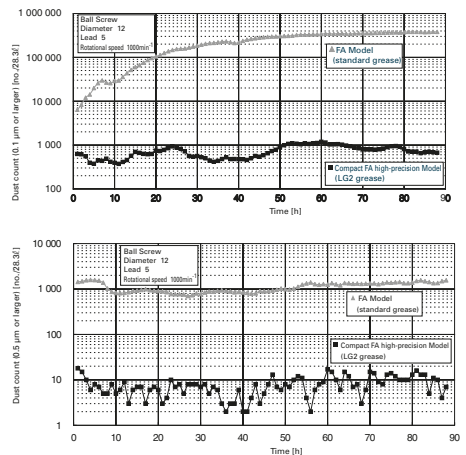 1 000 000
100 000
10 000
1 000
100
Dust count (0.1 μm or larger) [no./28.3ℓ]
Ball Screw
Diameter 12
Lead 5
Rotational speed 1000min⁻¹
FA Model
(standard grease)
Compact FA high-precision Model
(LG2 grease)
0 10 20 30 40 50 60 70 80 90
Time [h]
10 000
1 000
100
10
1
Dust count (0.5 μm or larger) [no./28.3ℓ]
Ball Screw
Diameter 12
Lead 5
Rotational speed 1000min⁻¹
FA Model
(standard grease)
Compact FA high-precision Model
(LG2 grease)
0 10 20 30 40 50 60 70 80 90
Time [h]